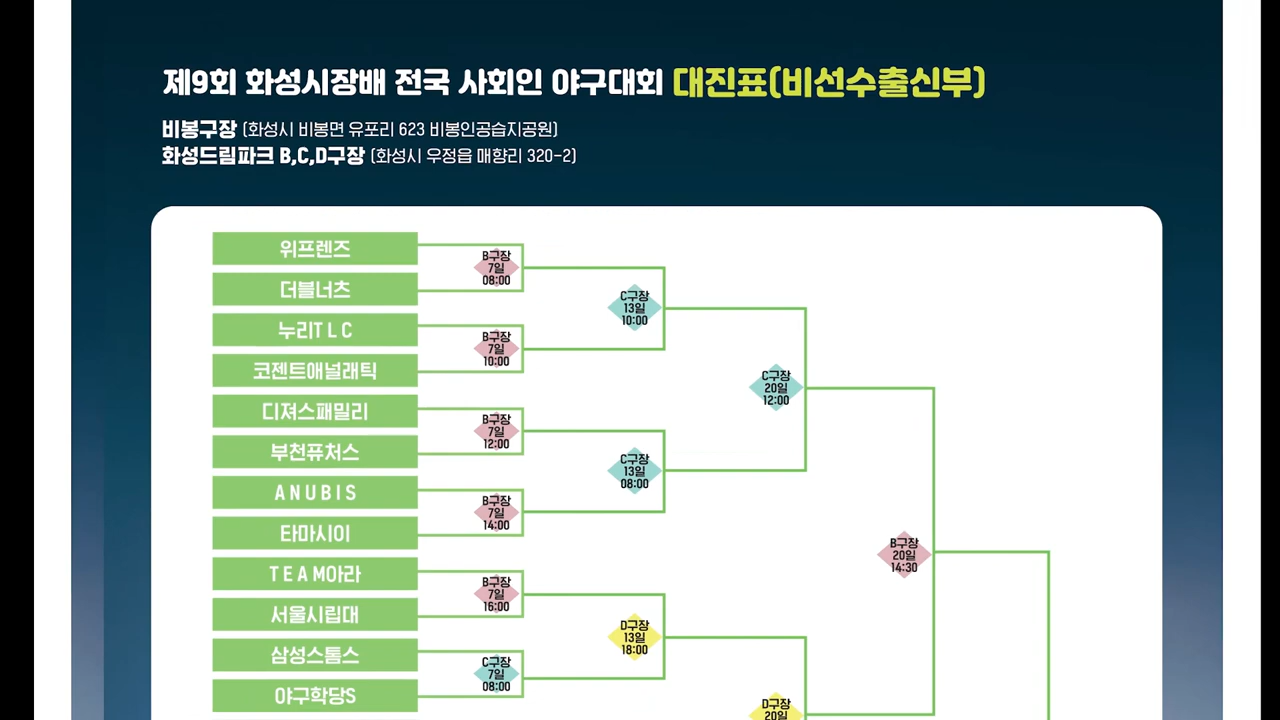 제9회 화성시장배 전국 사회인 야구대회 대진표(비선수출신부)
비봉구장 (화성시 비봉면 유포리 623 비봉인공습지공원)
화성드림파크 B,C,D구장 (화성시 우정읍 매향리 320-2)
위프렌즈
더블너츠
누리T L C
코젠트애널래틱
디져스패밀리
부천퓨처스
A N U B I S
타마시이
T E A M아라
서울시립대
삼성스톰스
야구학당S
B구장
7일
08:00
B구장
7일
10:00
B구장
7일
12:00
B구장
7일
14:00
B구장
7일
16:00
C구장
7일
08:00
C구장
13일
10:00
C구장
13일
08:00
D구장
13일
18:00
C구장
20일
12:00
D구장
20일
B구장
20일
14:30